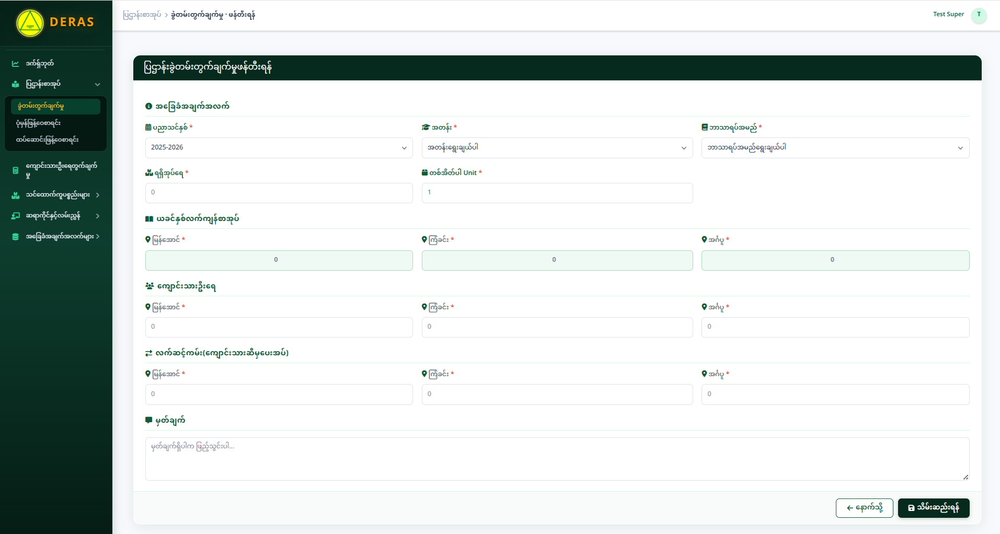 ပညာ
DERAS
ဒက်ရှ်ဘုတ်
ပြဌာန်းစာအုပ်
ခွဲတမ်းတွက်ချက်မှု
ပုံမှန်ဖြန့်ဝေစာရင်း
ထပ်ဆောင်းဖြန့်ဝေစာရင်း
ကျောင်းသားဦးရေတွက်ချက်
မှု
သင်ထောက်ကူပစ္စည်းများ
ဆရာကိုင်နှင့်လမ်းညွှန်
အခြေခံအချက်အလက်များ
ပြဌာန်းစာအုပ် > ခွဲတမ်းတွက်ချက်မှု · ဖန်တီးရန်
Test Super T
ပြဌာန်းခွဲတမ်းတွက်ချက်မှုဖန်တီးရန်
အခြေခံအချက်အလက်
ပညာသင်နှစ် * အတန်း * ဘာသာရပ်အမည် *
2025-2026 အတန်းရွေးချယ်ပါ ဘာသာရပ်အမည်ရွေးချယ်ပါ
ရရှိအုပ်ရေ * တစ်အိတ်ပါ Unit *
0 1
ယခင်နှစ်လက်ကျန်စာအုပ်
မြန်အောင် * ကြံခင်း * အင်္ဂပူ *
0 0 0
ကျောင်းသားဦးရေ
မြန်အောင် * ကြံခင်း * အင်္ဂပူ *
0 0 0
လက်ဆင့်ကမ်း(ကျောင်းသားဆီမှပေးအပ်)
မြန်အောင် * ကြံခင်း * အင်္ဂပူ *
0 0 0
မှတ်ချက်
မှတ်ချက်ရှိပါက ဖြည့်သွင်းပါ...
← နောက်သို့ သိမ်းဆည်းရန်